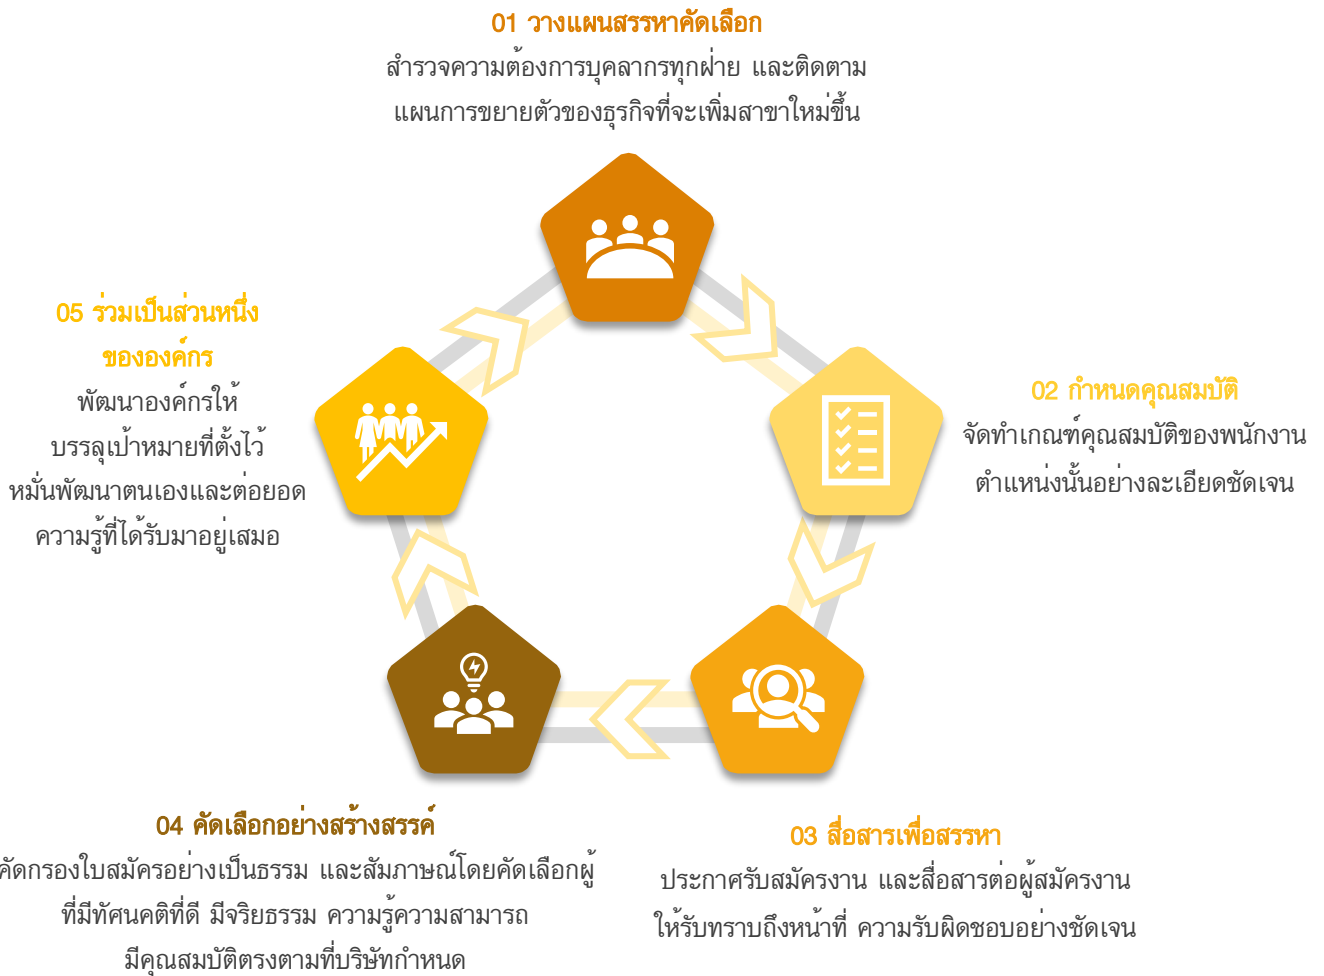 01 วางแผนสรรหาคัดเลือก
สำรวจความต้องการบุคลากรทุกฝ่าย และติดตาม
แผนการขยายตัวของธุรกิจที่จะเพิ่มสาขาใหม่ขึ้น
02 กำหนดคุณสมบัติ
จัดทำเกณฑ์คุณสมบัติของพนักงาน
ตำแหน่งนั้นอย่างละเอียดชัดเจน
03 สื่อสารเพื่อสรรหา
ประกาศรับสมัครงาน และสื่อสารต่อผู้สมัครงาน
ให้รับทราบถึงหน้าที่ ความรับผิดชอบอย่างชัดเจน
04 คัดเลือกอย่างสร้างสรรค์
คัดกรองใบสมัครอย่างเป็นธรรม และสัมภาษณ์โดยคัดเลือกผู้
ที่มีทัศนคติที่ดี มีจริยธรรม ความรู้ความสามารถ
มีคุณสมบัติตรงตามที่บริษัทกำหนด
05 ร่วมเป็นส่วนหนึ่ง
ขององค์กร
พัฒนาองค์กรให้
บรรลุเป้าหมายที่ตั้งไว้
หมั่นพัฒนาตนเองและต่อยอด
ความรู้ที่ได้รับมาอยู่เสมอ